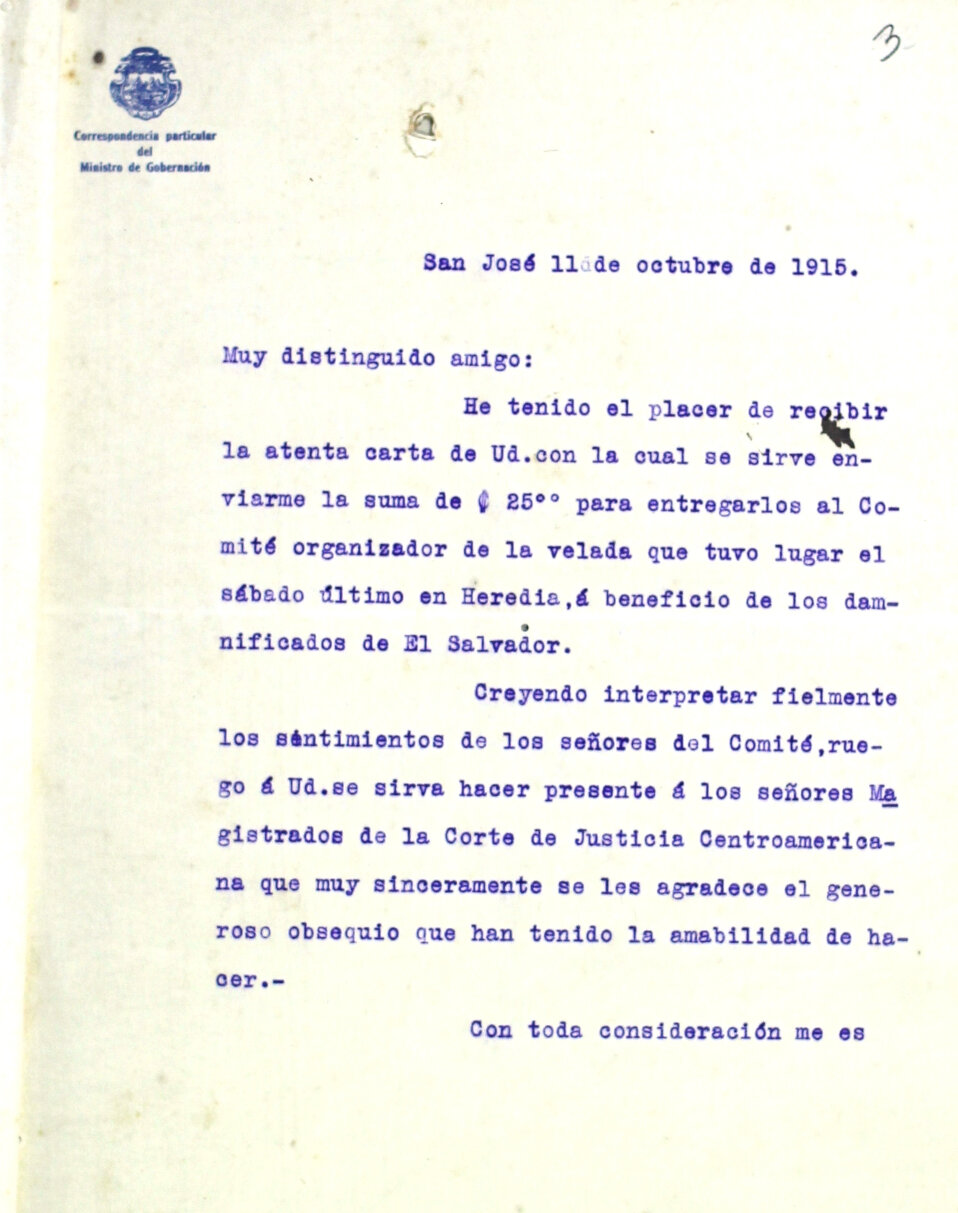 3
Correspondencia particular
del
Ministro de Gobernación
San José 11 de octubre de 1915.
Muy distinguido amigo:
He tenido el placer de recibir
la atenta carta de Ud.con la cual se sirve en-
viarme la suma de ₡ 25°° para entregarlos al Co-
mité organizador de la velada que tuvo lugar el
sábado último en Heredia,á beneficio de los dam-
nificados de El Salvador.
Creyendo interpretar fielmente
los séntimientos de los señores del Comité,rue-
go á Ud.se sirva hacer presente á los señores Ma
gistrados de la Corte de Justicia Centroamerica-
na que muy sinceramente se les agradece el gene-
roso obsequio que han tenido la amabilidad de ha-
cer.-
Con toda consideración me es